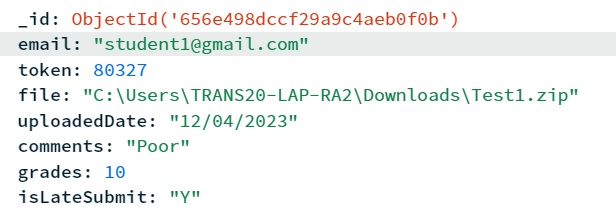 _id: ObjectId('656e498dccf29a9c4aeb0f0b')
email: "student1@gmail.com"
token: 80327
file: "C:\Users\TRANS20-LAP-RA2\Downloads\Test1.zip"
uploadedDate: "12/04/2023"
comments: "Poor"
grades: 10
isLateSubmit: "Y"